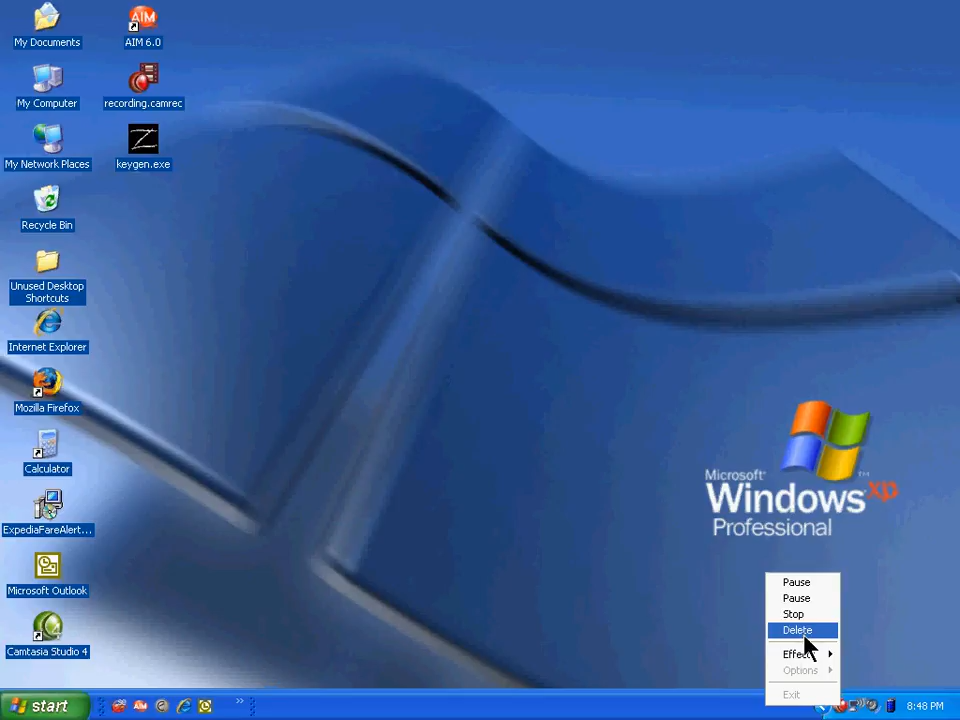 My Documents
AIM 6.0
My Computer
recording.camrec
My Network Places
keygen.exe
Recycle Bin
Unused Desktop
Shortcuts
Internet Explorer
Mozilla Firefox
Calculator
ExpediaFareAlert...
Microsoft Outlook
Camtasia Studio 4
Microsoft
Windows xp
Professional
Pause
Pause
Stop
Delete
Effect
Options
Exit
start
8:48 PM